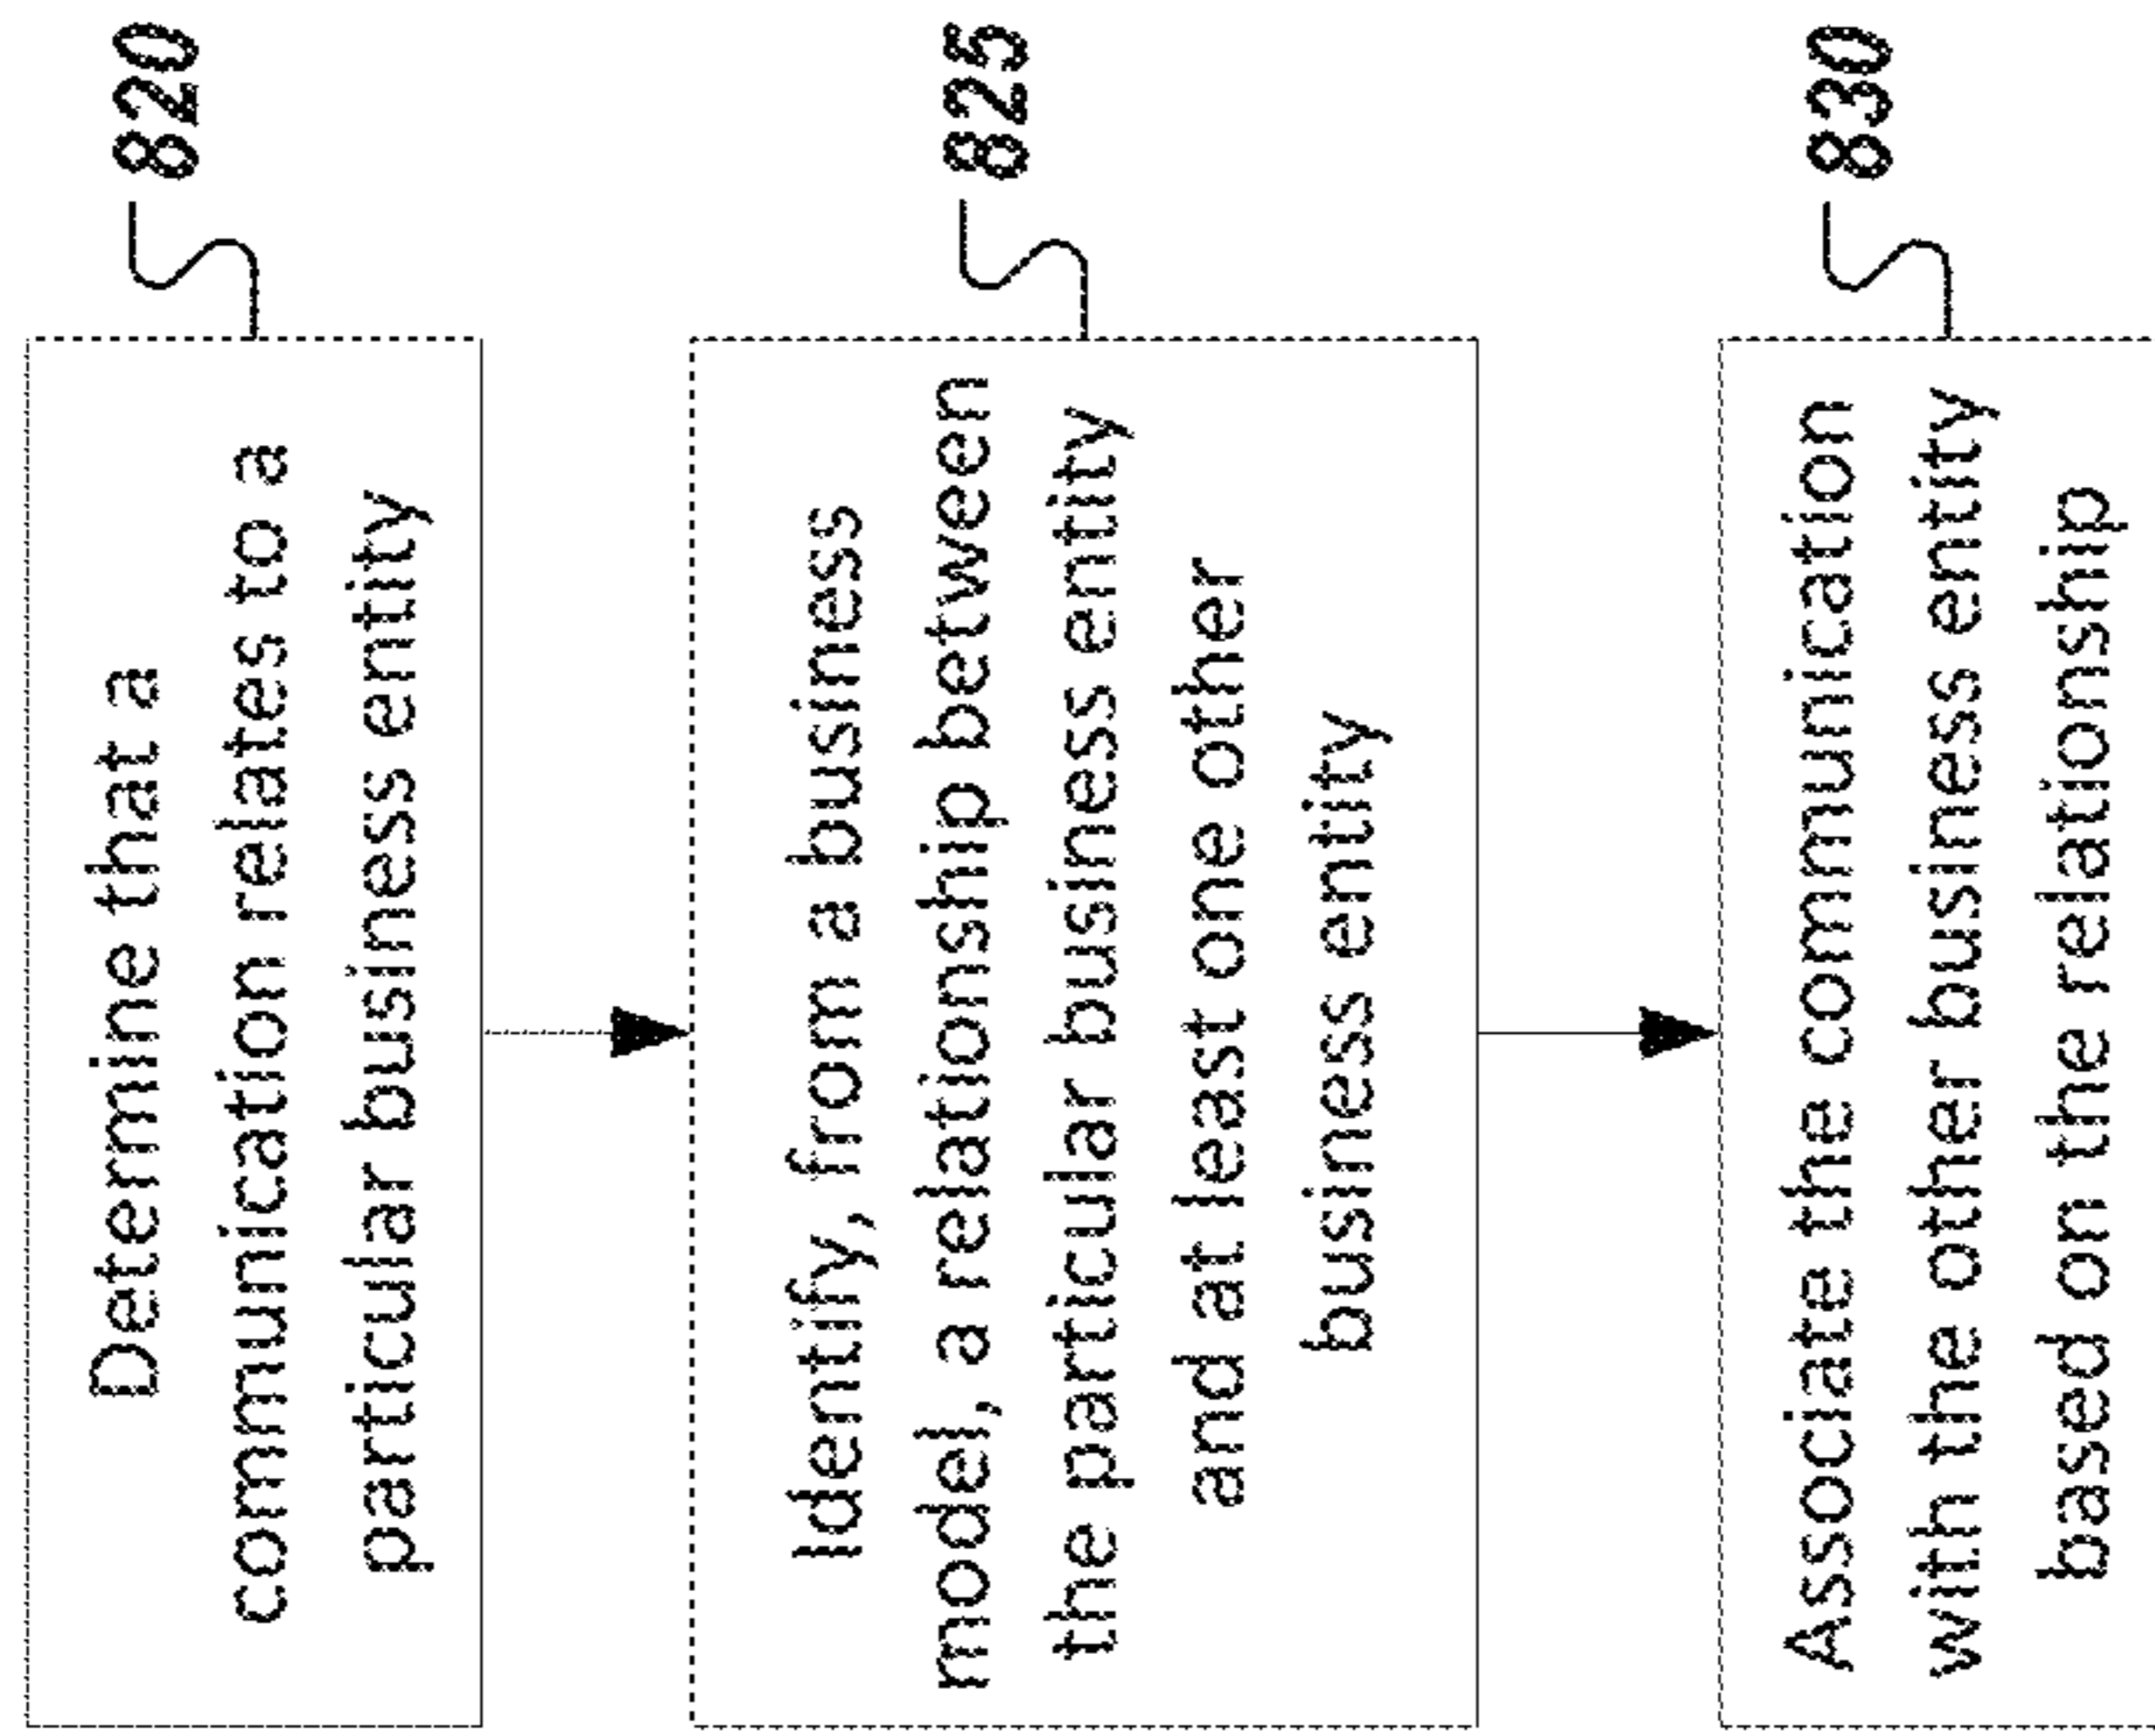 Determine that a
communication relates to a
particular business entity
820
Identify, from a business
model, a relationship between
the particular business entity
and at least one other
business entity
825
Associate the communication
with the other business entity
based on the relationship
830